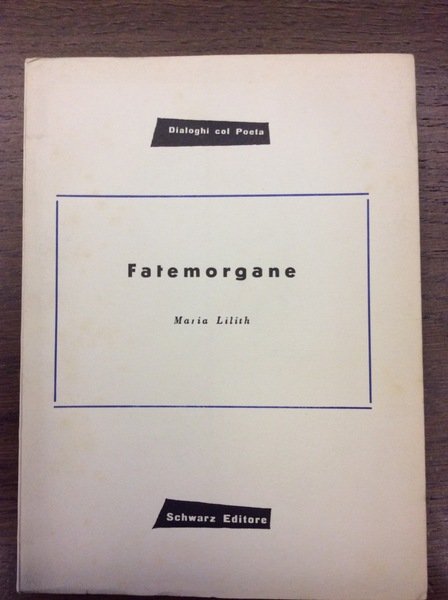 Dialoghi col Poeta
Fatemorgane
Maria Lilith
Schwarz Editore